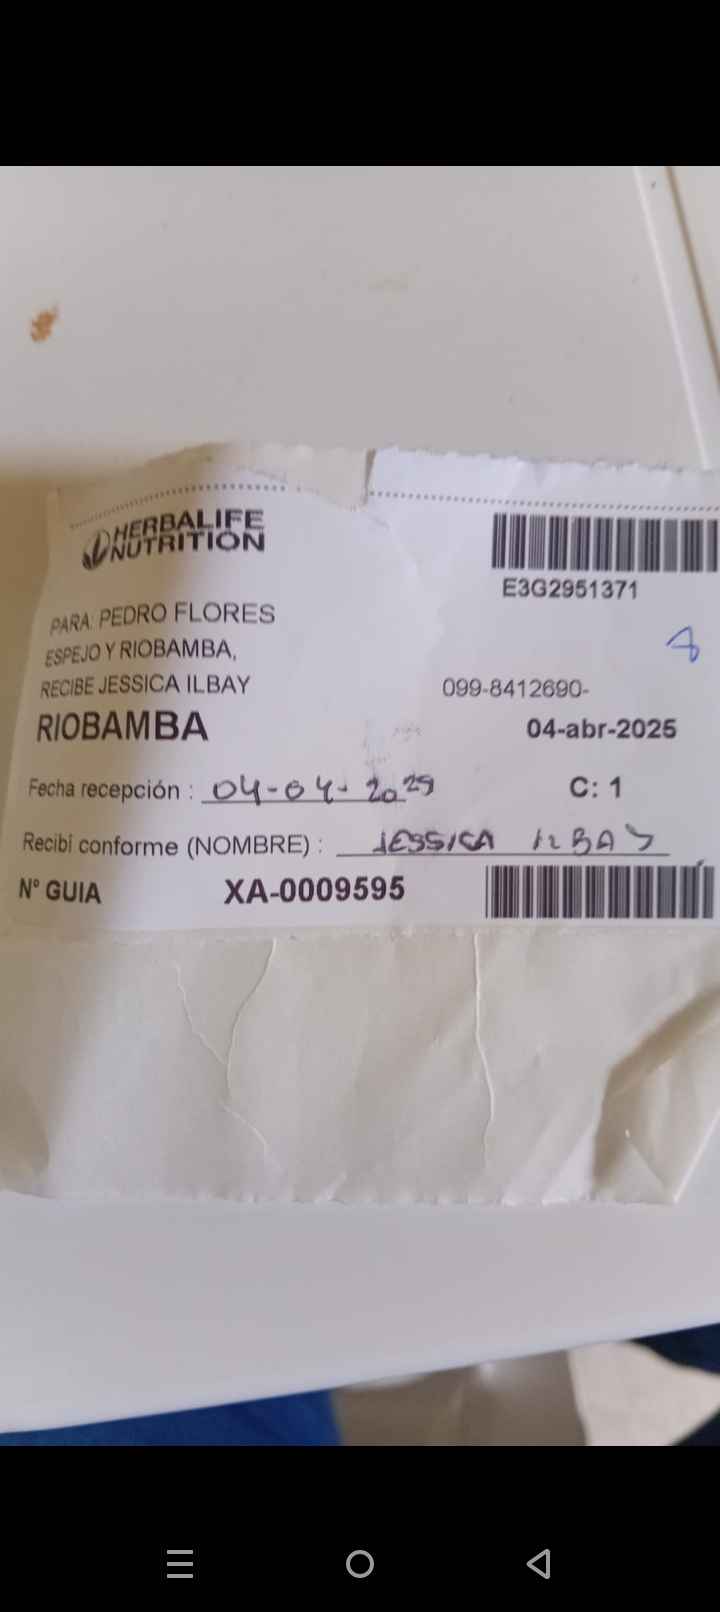 HERBALIFE
NUTRITION
E3G2951371
PARA: PEDRO FLORES
ESPEJO Y RIOBAMBA,
RECIBE JESSICA ILBAY
099-8412690-
RIOBAMBA
04-abr-2025
Fecha recepción : 04-04-2025
C: 1
Recibí conforme (NOMBRE) : JESSICA ILBAY
N° GUIA XA-0009595